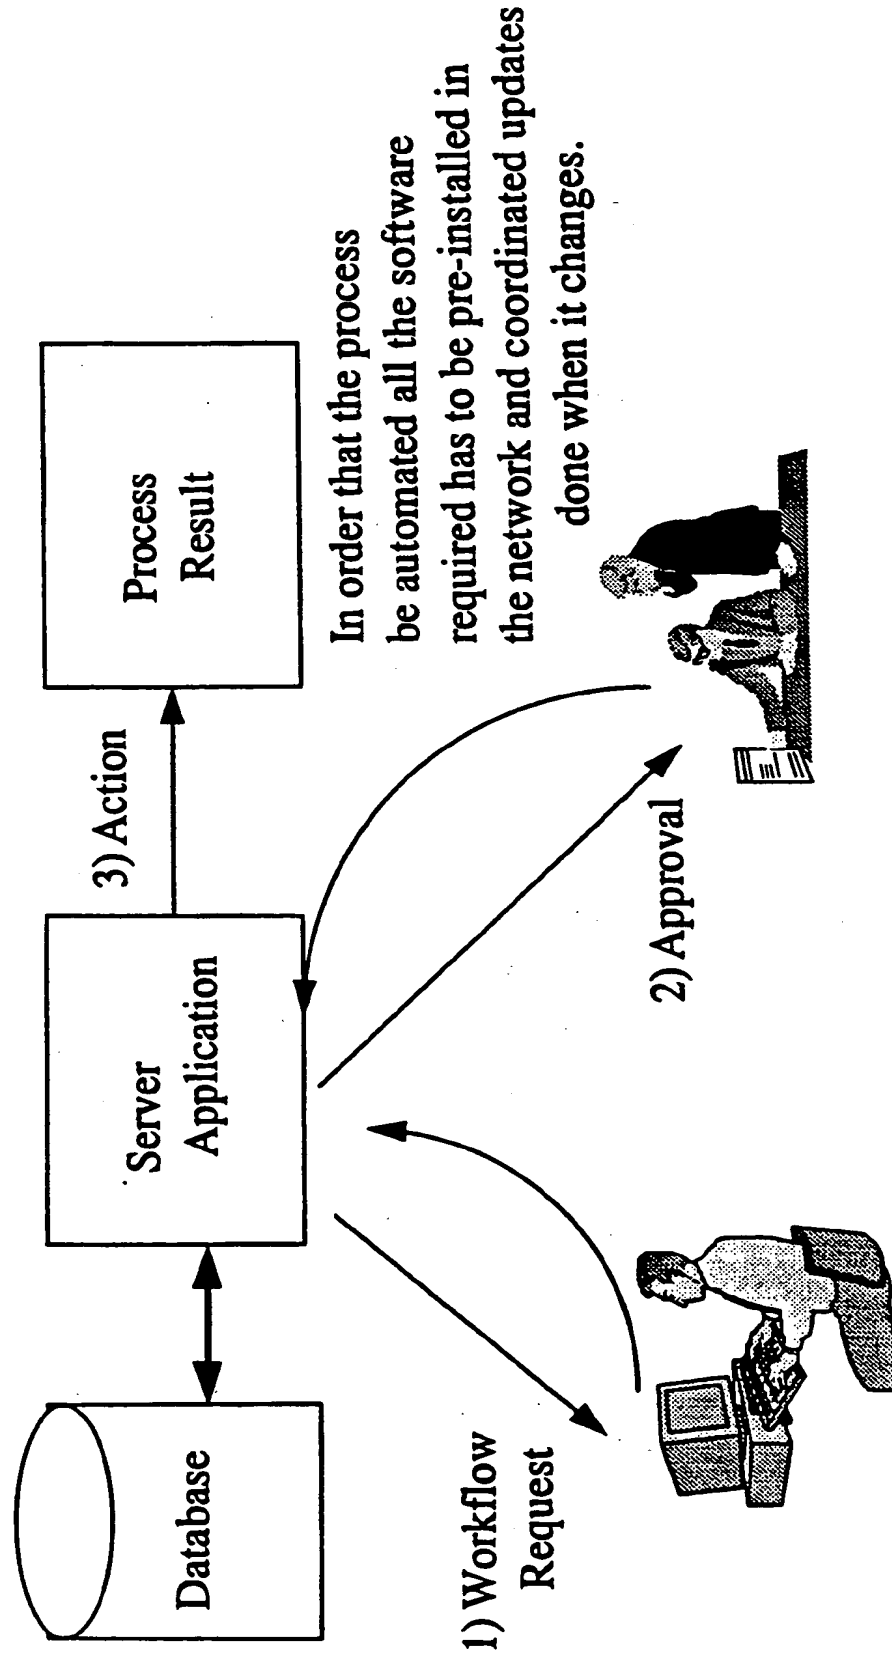 Database
Server
Application
3) Action
Process
Result
1) Workflow
Request
2) Approval
In order that the process
be automated all the software
required has to be pre-installed in
the network and coordinated updates
done when it changes.